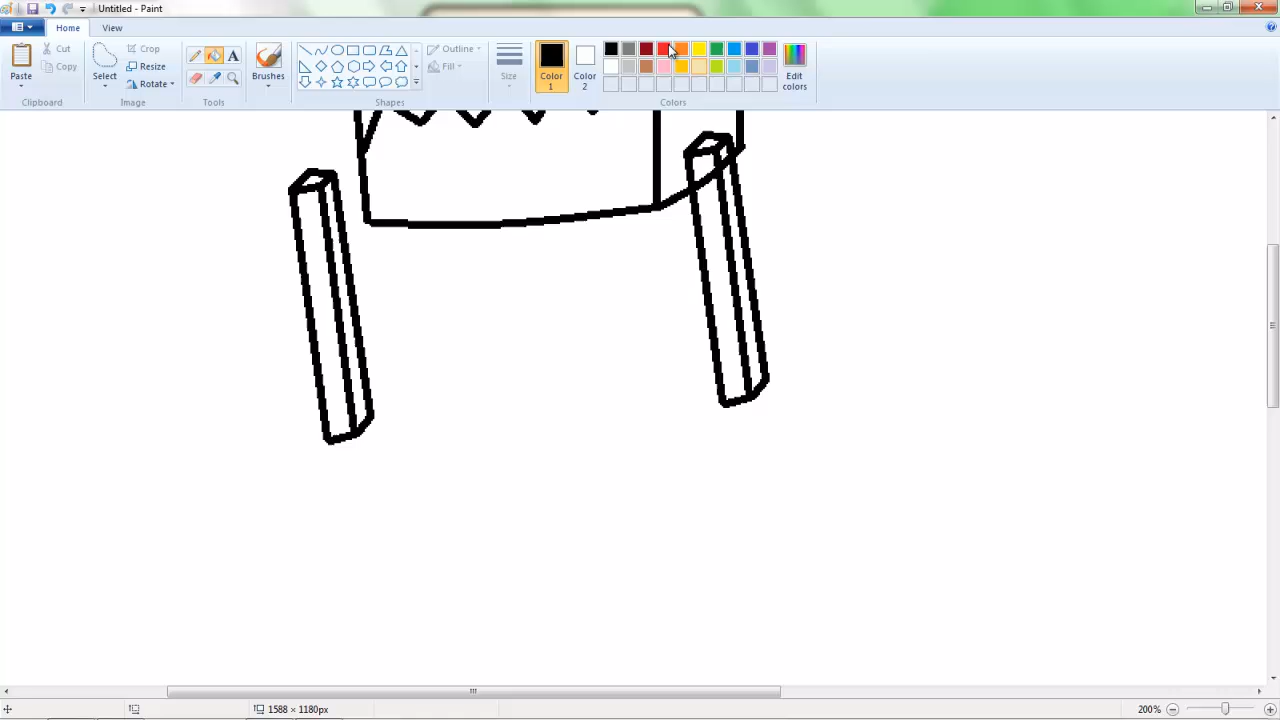 Untitled - Paint
Home View
Paste
Cut
Copy
Clipboard
Select
Crop
Resize
Rotate
Image
A
Tools
Brushes
Outline
Fill
Shapes
Size
Color
1
Color
2
Edit
colors
Colors
1588 × 1180px
200%